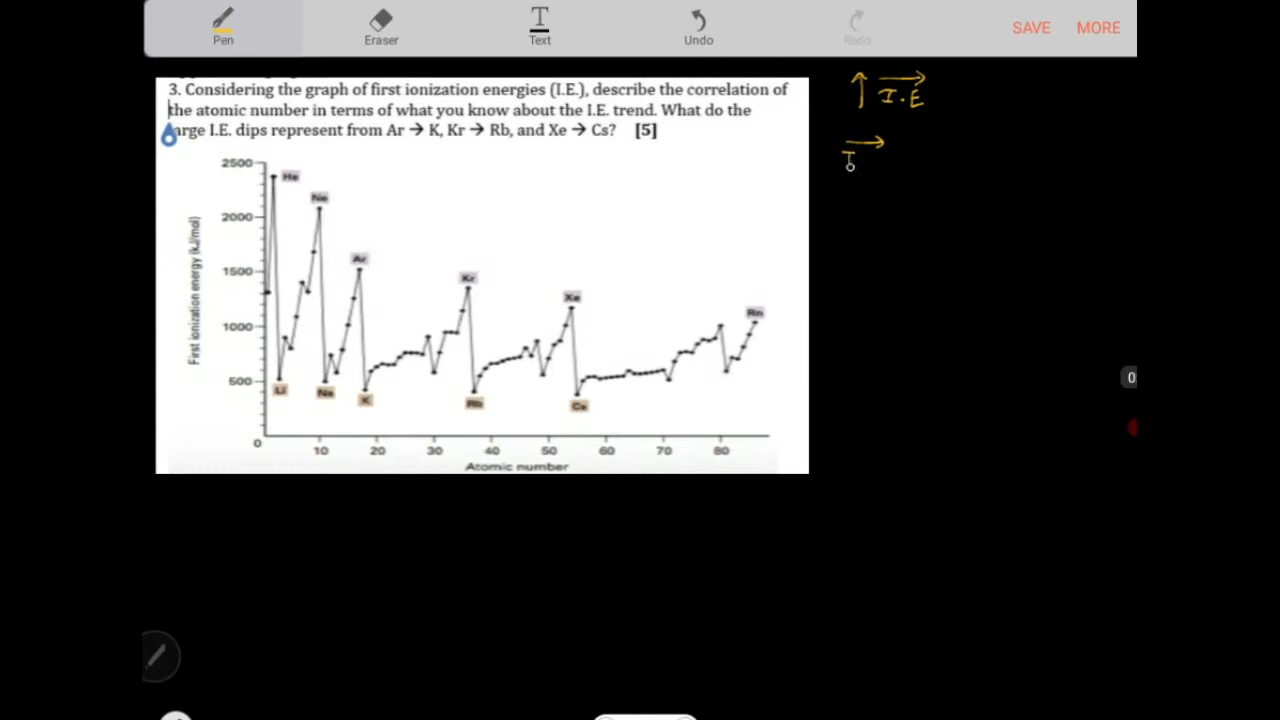 Pen Eraser Text Undo Redo SAVE MORE
3. Considering the graph of first ionization energies (I.E.), describe the correlation of
the atomic number in terms of what you know about the I.E. trend. What do the
large I.E. dips represent from Ar → K, Kr → Rb, and Xe → Cs? [5]
↑ I.E
I
2500
2000
1500
1000
500
0
First ionization energy (kJ/mol)
He
Ne
Ar
Kr
Xe
Rn
Li
Na
K
Rb
Cs
10 20 30 40 50 60 70 80
Atomic number
0